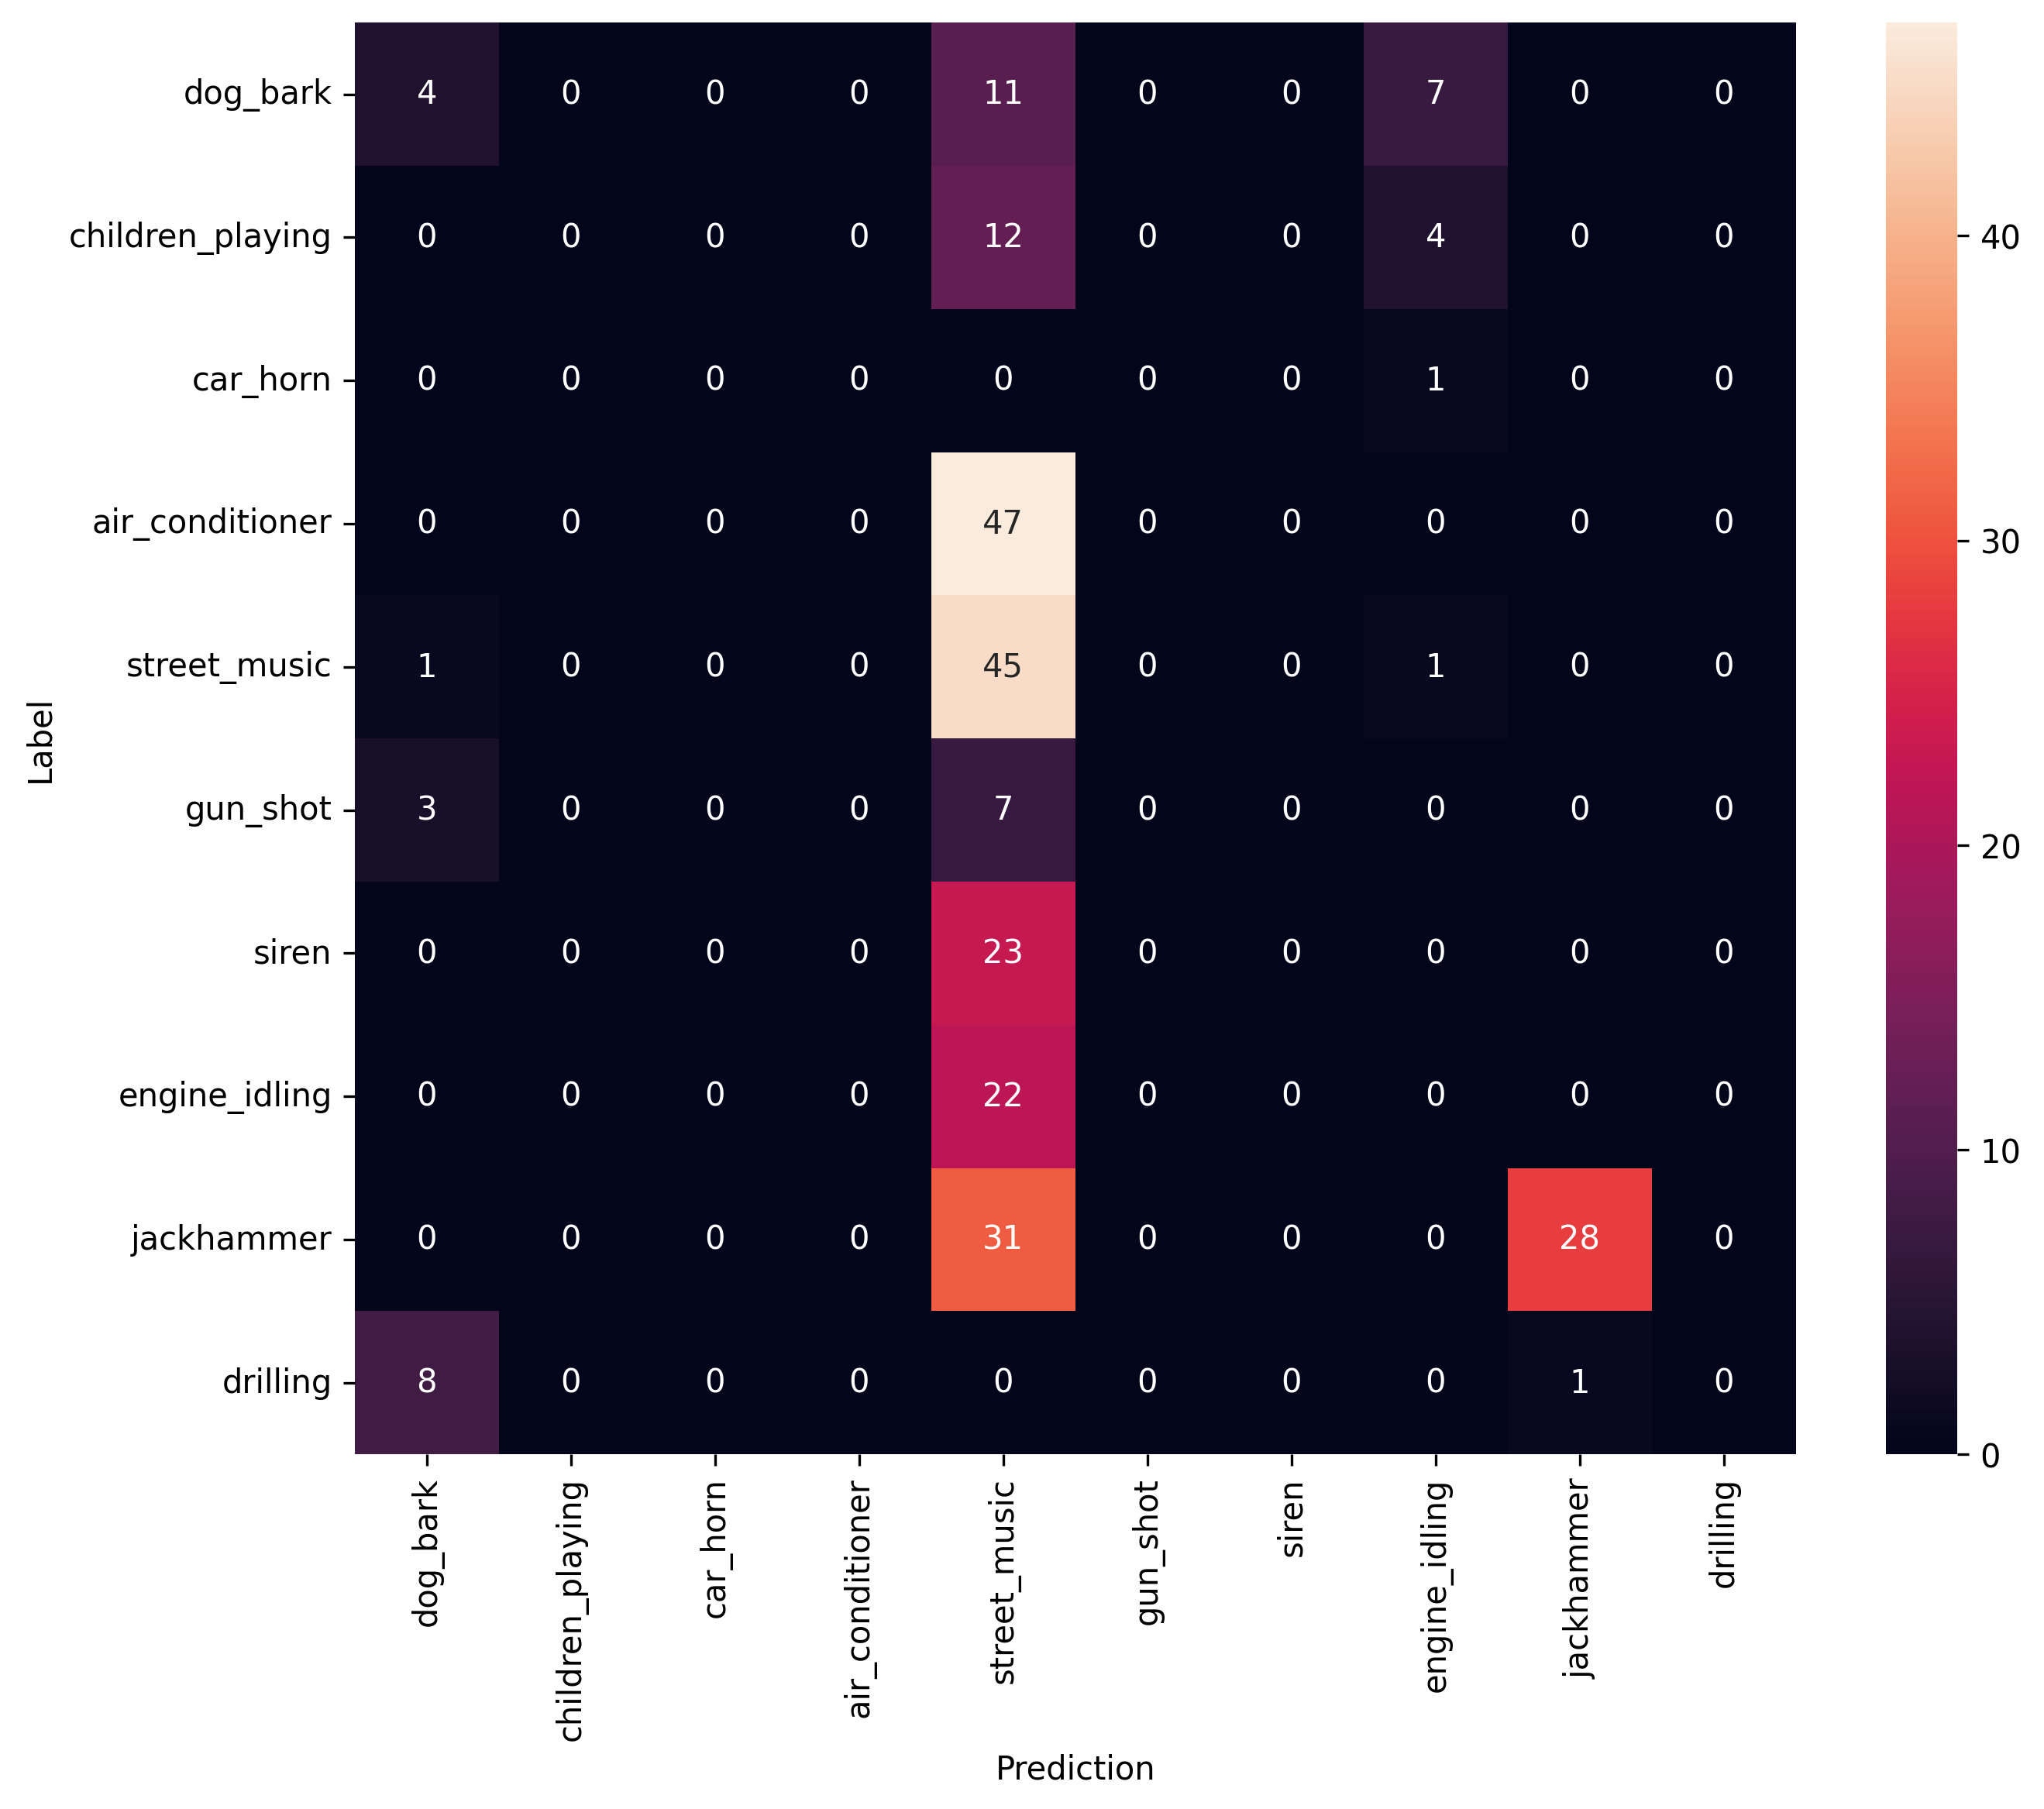 dog_bark 4 0 0 0 11 0 0 7 0 0
children_playing 0 0 0 0 12 0 0 4 0 0
car_horn 0 0 0 0 0 0 0 1 0 0
air_conditioner 0 0 0 0 47 0 0 0 0 0
street_music 1 0 0 0 45 0 0 1 0 0
gun_shot 3 0 0 0 7 0 0 0 0 0
siren 0 0 0 0 23 0 0 0 0 0
engine_idling 0 0 0 0 22 0 0 0 0 0
jackhammer 0 0 0 0 31 0 0 0 28 0
drilling 8 0 0 0 0 0 0 0 1 0
Label
dog_bark
children_playing
car_horn
air_conditioner
street_music
gun_shot
siren
engine_idling
jackhammer
drilling
Prediction
40
30
20
10
0